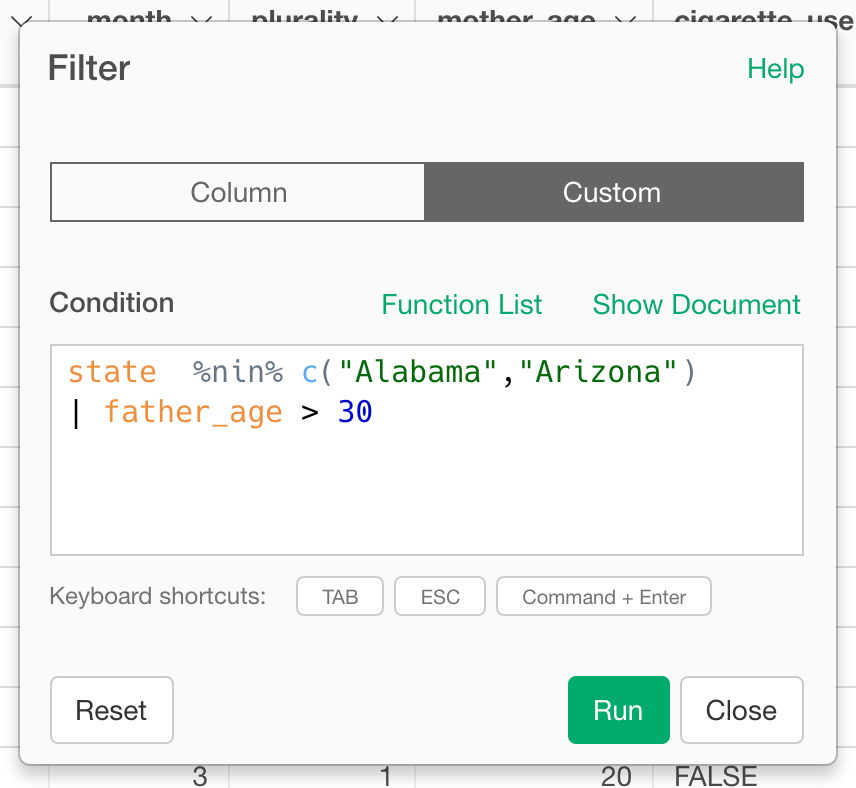 month plurality mother_age cigarette_use
Filter
Help
Column
Custom
Condition
Function List
Show Document
state  %nin% c("Alabama","Arizona")
| father_age > 30
Keyboard shortcuts:
TAB
ESC
Command + Enter
Reset
Run
Close
3 1 20 FALSE